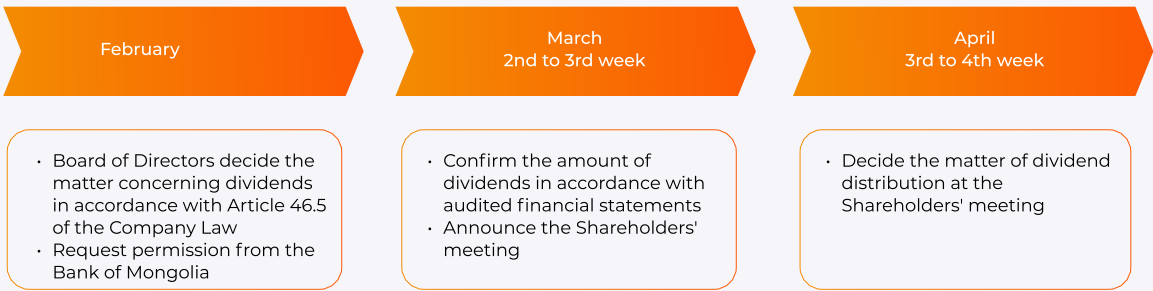 February
• Board of Directors decide the
matter concerning dividends
in accordance with Article 46.5
of the Company Law
• Request permission from the
Bank of Mongolia
March
2nd to 3rd week
• Confirm the amount of
dividends in accordance with
audited financial statements
• Announce the Shareholders'
meeting
April
3rd to 4th week
• Decide the matter of dividend
distribution at the
Shareholders' meeting